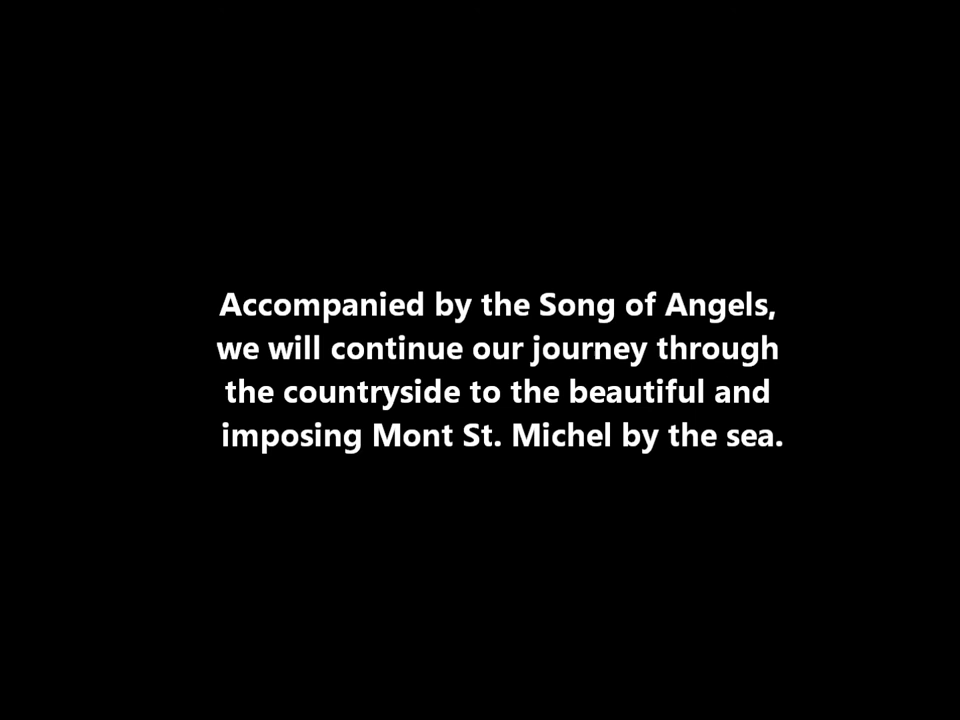 Accompanied by the Song of Angels,
we will continue our journey through
the countryside to the beautiful and
imposing Mont St. Michel by the sea.